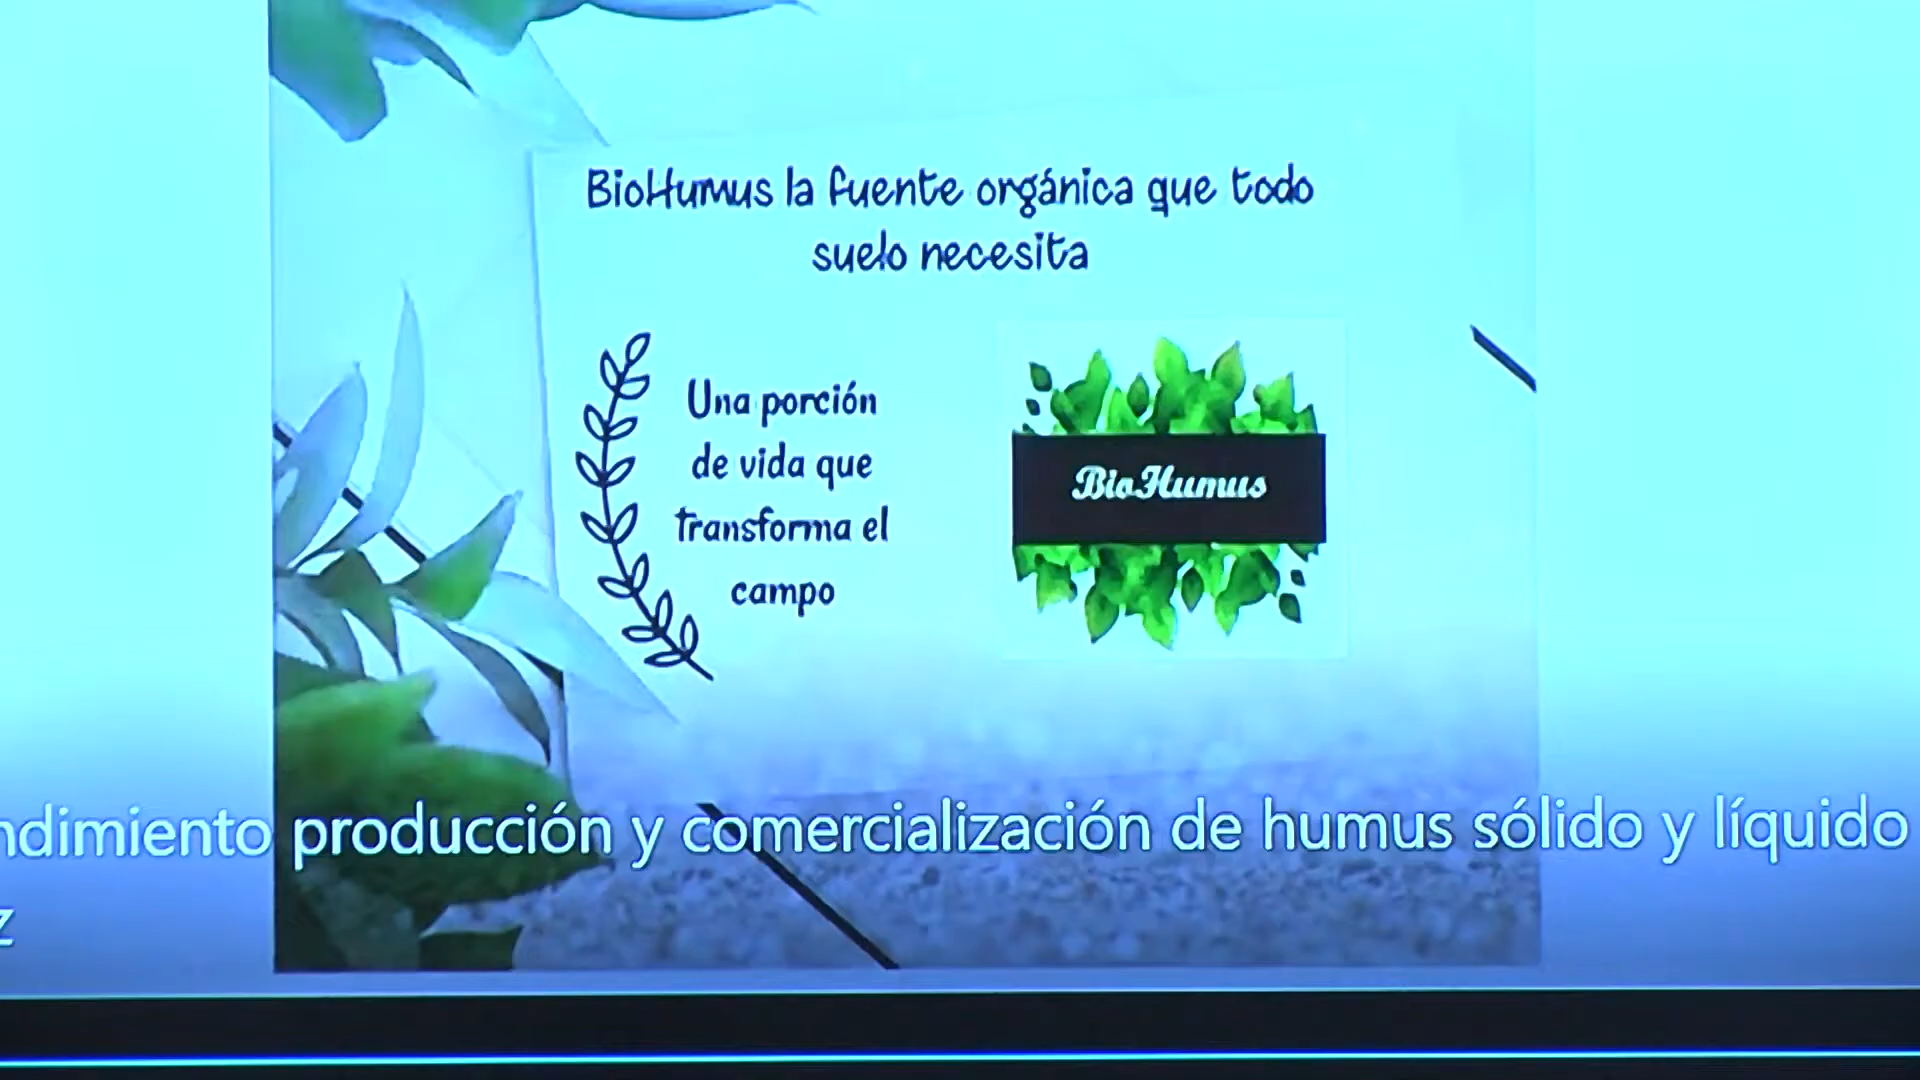 BioHumus la fuente orgánica que todo
suelo necesita
Una porción
de vida que
transforma el
campo
BioHumus
ndimiento producción y comercialización de humus sólido y líquido
z